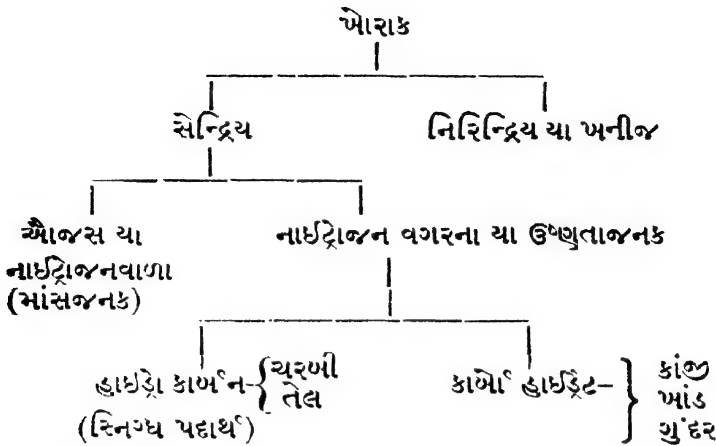 ખોરાક
સેન્દ્રિય નિરિન્દ્રિય યા ખનીજ
ઔજસ યા નાઈટ્રોજન વગરના યા ઉષ્ણતાજનક
નાઈટ્રોજનવાળા
(માંસજનક)
હાઇડ્રો કાર્બન-{ચરબી કાર્બો હાઈડ્રેટ-} કાંજી
તેલ ખાંડ
(સ્નિગ્ધ પદાર્થ) ગુંદર